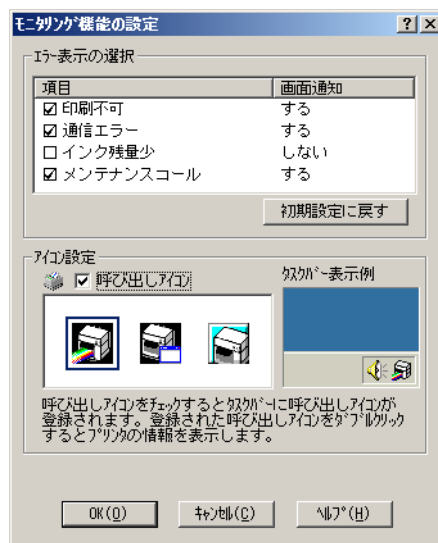 ﾓﾆﾀﾘﾝｸﾞ機能の設定
ｴﾗｰ表示の選択
項目 画面通知
印刷不可 する
通信エラー する
インク残量少 しない
メンテナンスコール する
初期設定に戻す
ｱｲｺﾝ設定
呼び出しｱｲｺﾝ
ﾀｽｸﾊﾞｰ表示例
呼び出しｱｲｺﾝをﾁｪｯｸするとﾀｽｸﾊﾞｰに呼び出しｱｲｺﾝが
登録されます。登録された呼び出しｱｲｺﾝをﾀﾞﾌﾞﾙｸﾘｯｸ
するとﾌﾟﾘﾝﾀの情報を表示します。
OK(O) ｷｬﾝｾﾙ(C) ﾍﾙﾌﾟ(H)